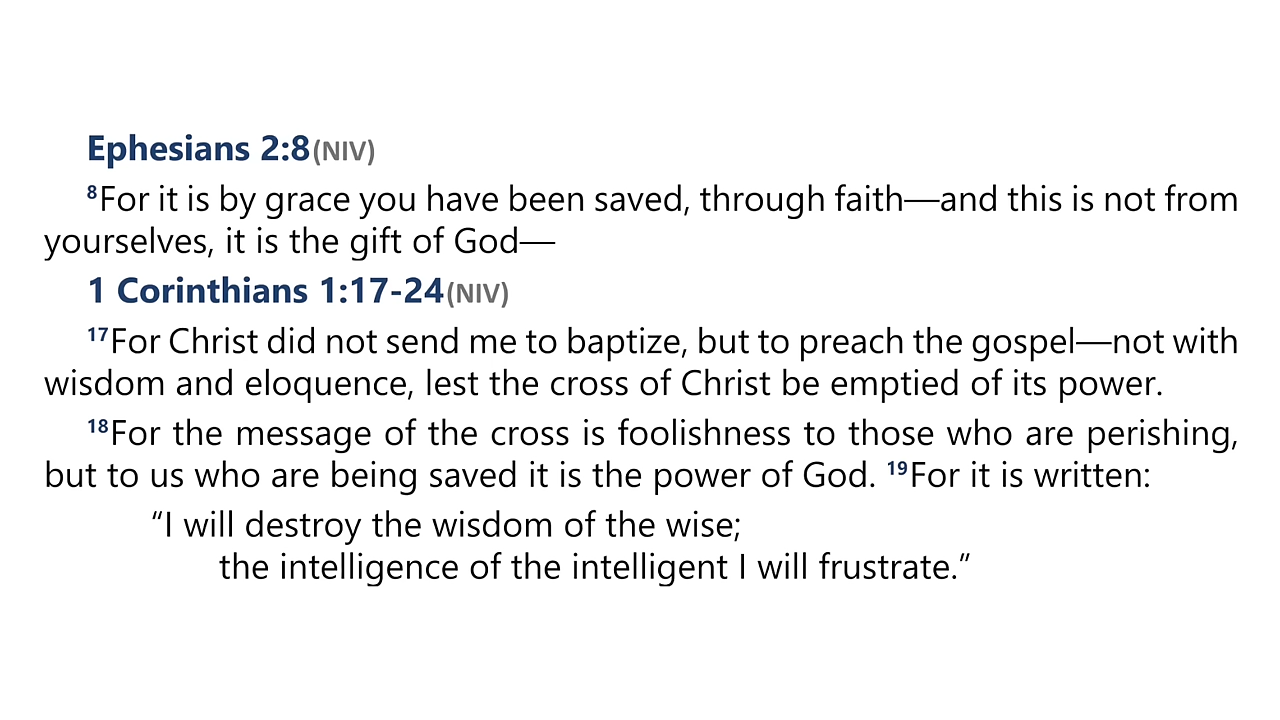 Ephesians 2:8(NIV)
8For it is by grace you have been saved, through faith—and this is not from
yourselves, it is the gift of God—
1 Corinthians 1:17-24(NIV)
17For Christ did not send me to baptize, but to preach the gospel—not with
wisdom and eloquence, lest the cross of Christ be emptied of its power.
18For the message of the cross is foolishness to those who are perishing,
but to us who are being saved it is the power of God. 19For it is written:
“I will destroy the wisdom of the wise;
the intelligence of the intelligent I will frustrate.”